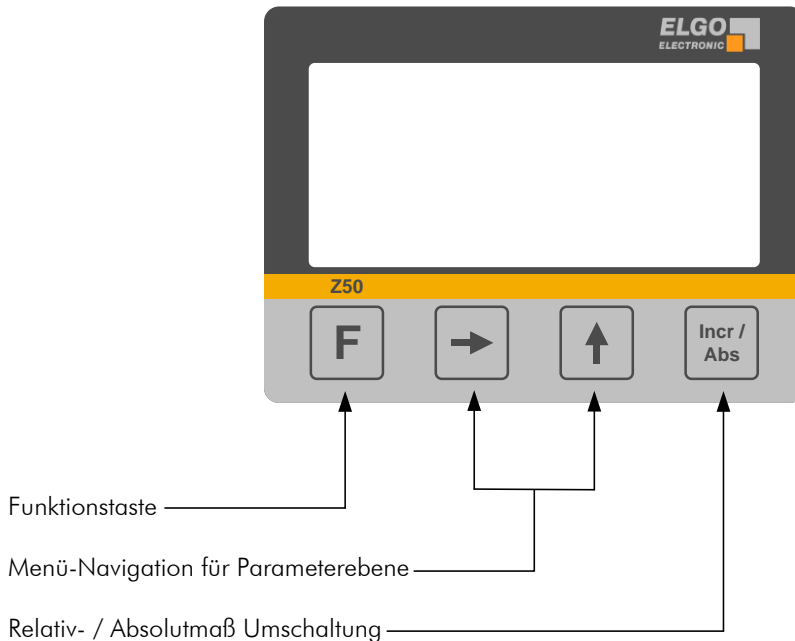 ELGO
ELECTRONIC
Z50
F
Incr /
Abs
Funktionstaste
Menü-Navigation für Parameterebene
Relativ- / Absolutmaß Umschaltung